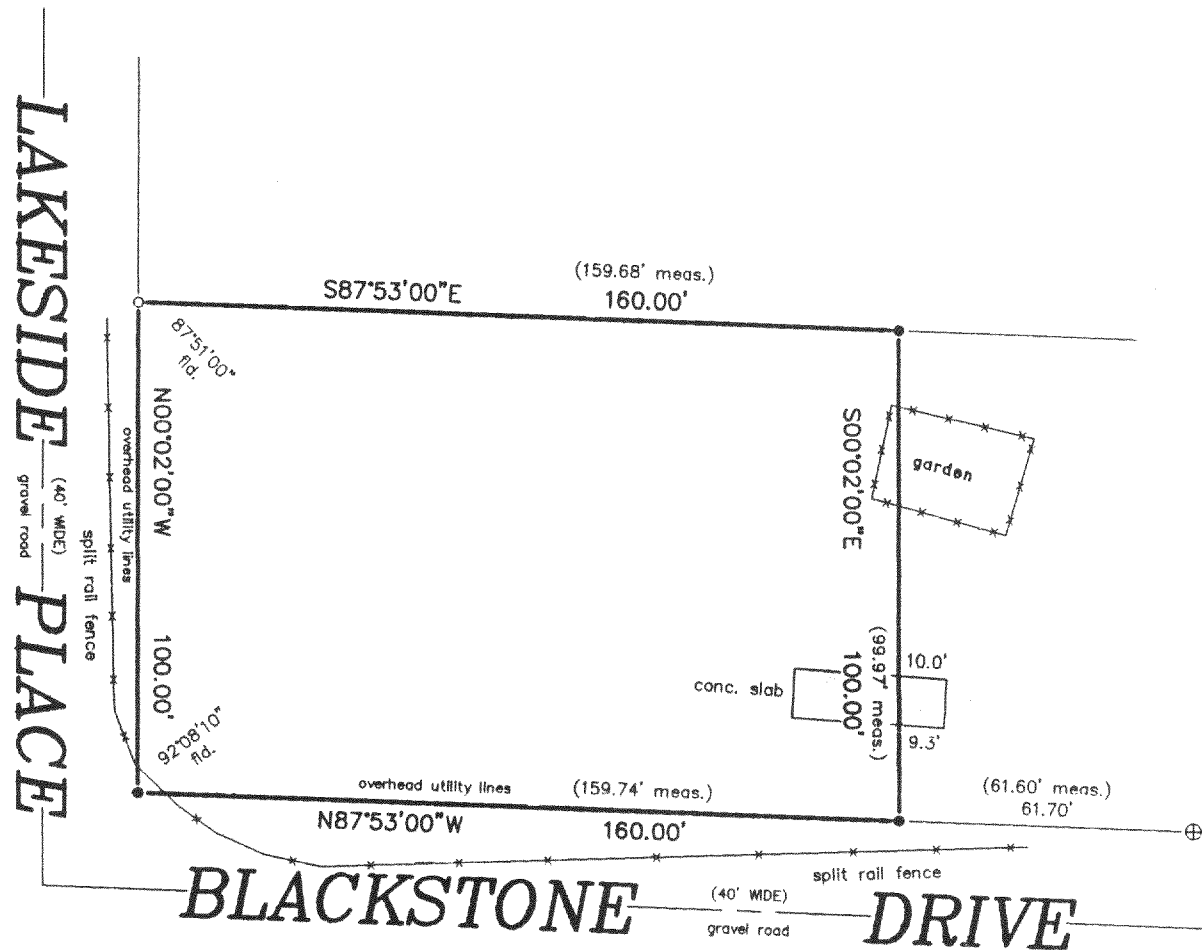 LAKESIDE PLACE
(40' WIDE)
gravel road
split rail fence
overhead utility lines
N00°02'00"W
100.00'
87°51'00"
fld.
92°08'10"
fld.
(159.68' meas.)
S87°53'00"E
160.00'
S00°02'00"E
(99.97' meas.)
100.00'
garden
10.0'
9.3'
conc. slab
overhead utility lines
(159.74' meas.)
N87°53'00"W
160.00'
(61.60' meas.)
61.70'
split rail fence
BLACKSTONE DRIVE
(40' WIDE)
gravel road